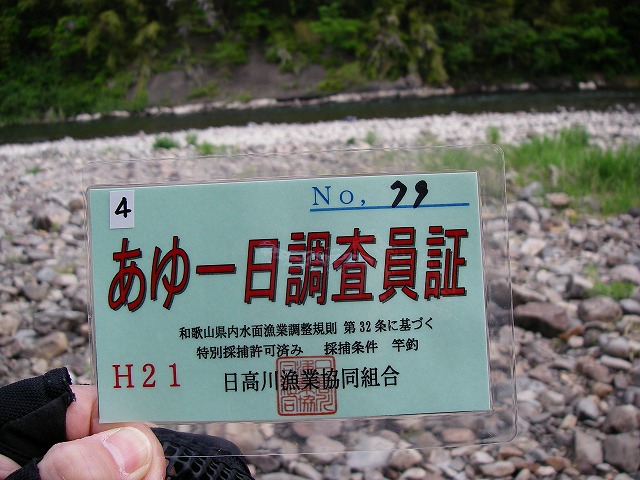 4
No, 79
あゆ一日調査員証
和歌山県内水面漁業調整規則 第32条に基づく
特別採捕許可済み 採捕条件 竿釣
H21
日高川漁業協同組合